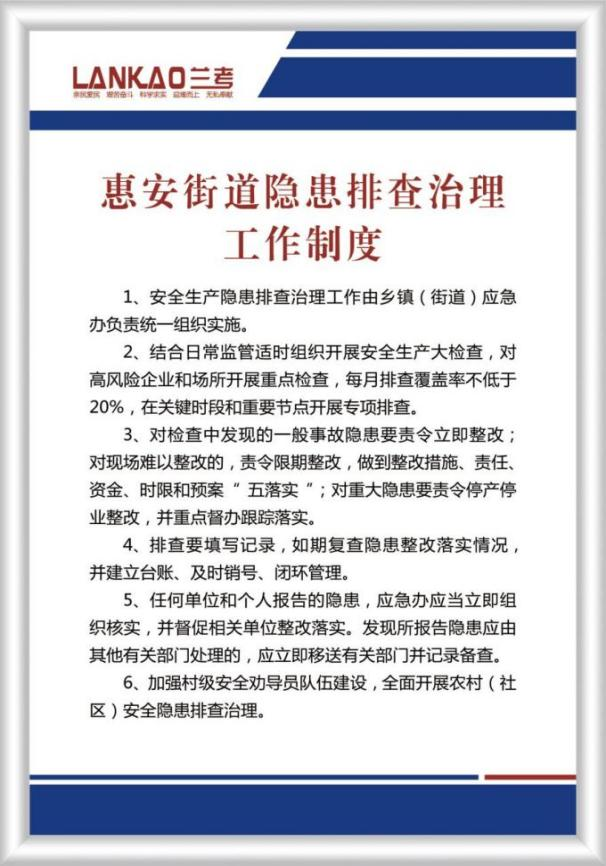 LANKAO兰考
亲民爱民 艰苦奋斗 科学求实 迎难而上 无私奉献
惠安街道隐患排查治理
工作制度
1、安全生产隐患排查治理工作由乡镇（街道）应急
办负责统一组织实施。
2、结合日常监管适时组织开展安全生产大检查，对
高风险企业和场所开展重点检查，每月排查覆盖率不低于
20%，在关键时段和重要节点开展专项排查。
3、对检查中发现的一般事故隐患要责令立即整改；
对现场难以整改的，责令限期整改，做到整改措施、责任、
资金、时限和预案“ 五落实 ”；对重大隐患要责令停产停
业整改，并重点督办跟踪落实。
4、排查要填写记录，如期复查隐患整改落实情况，
并建立台账、及时销号、闭环管理。
5、任何单位和个人报告的隐患，应急办应当立即组
织核实，并督促相关单位整改落实。发现所报告隐患应由
其他有关部门处理的，应立即移送有关部门并记录备查。
6、加强村级安全劝导员队伍建设，全面开展农村（社
区）安全隐患排查治理。